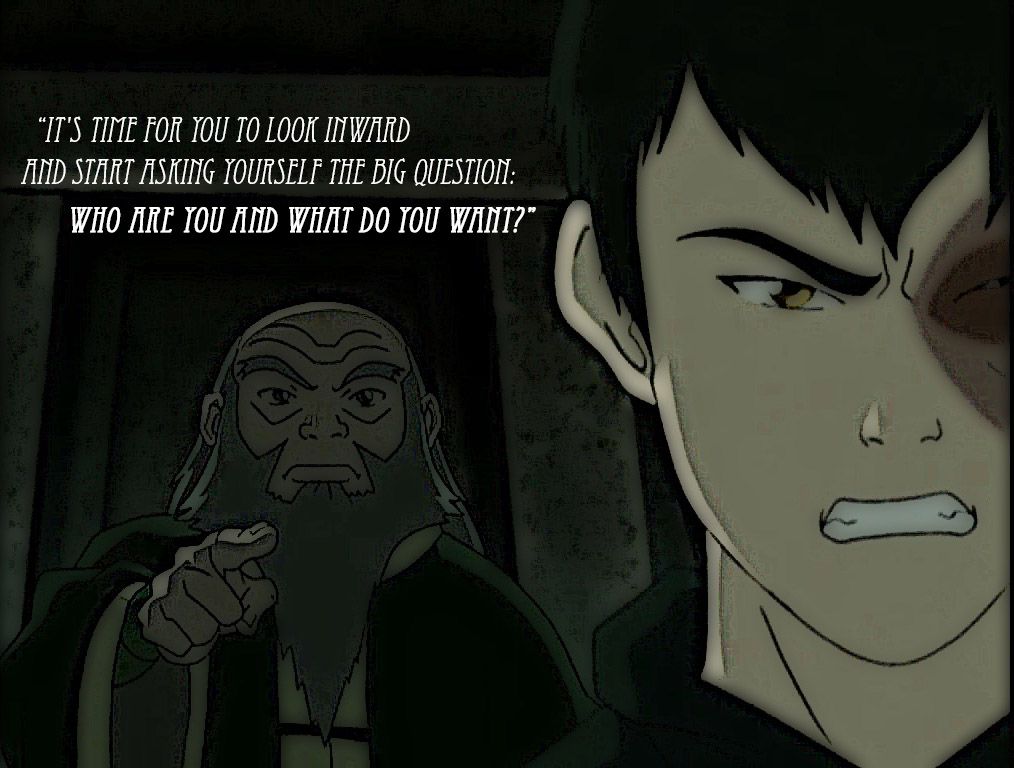 “IT'S TIME FOR YOU TO LOOK INWARD
AND START ASKING YOURSELF THE BIG QUESTION:
WHO ARE YOU AND WHAT DO YOU WANT?”